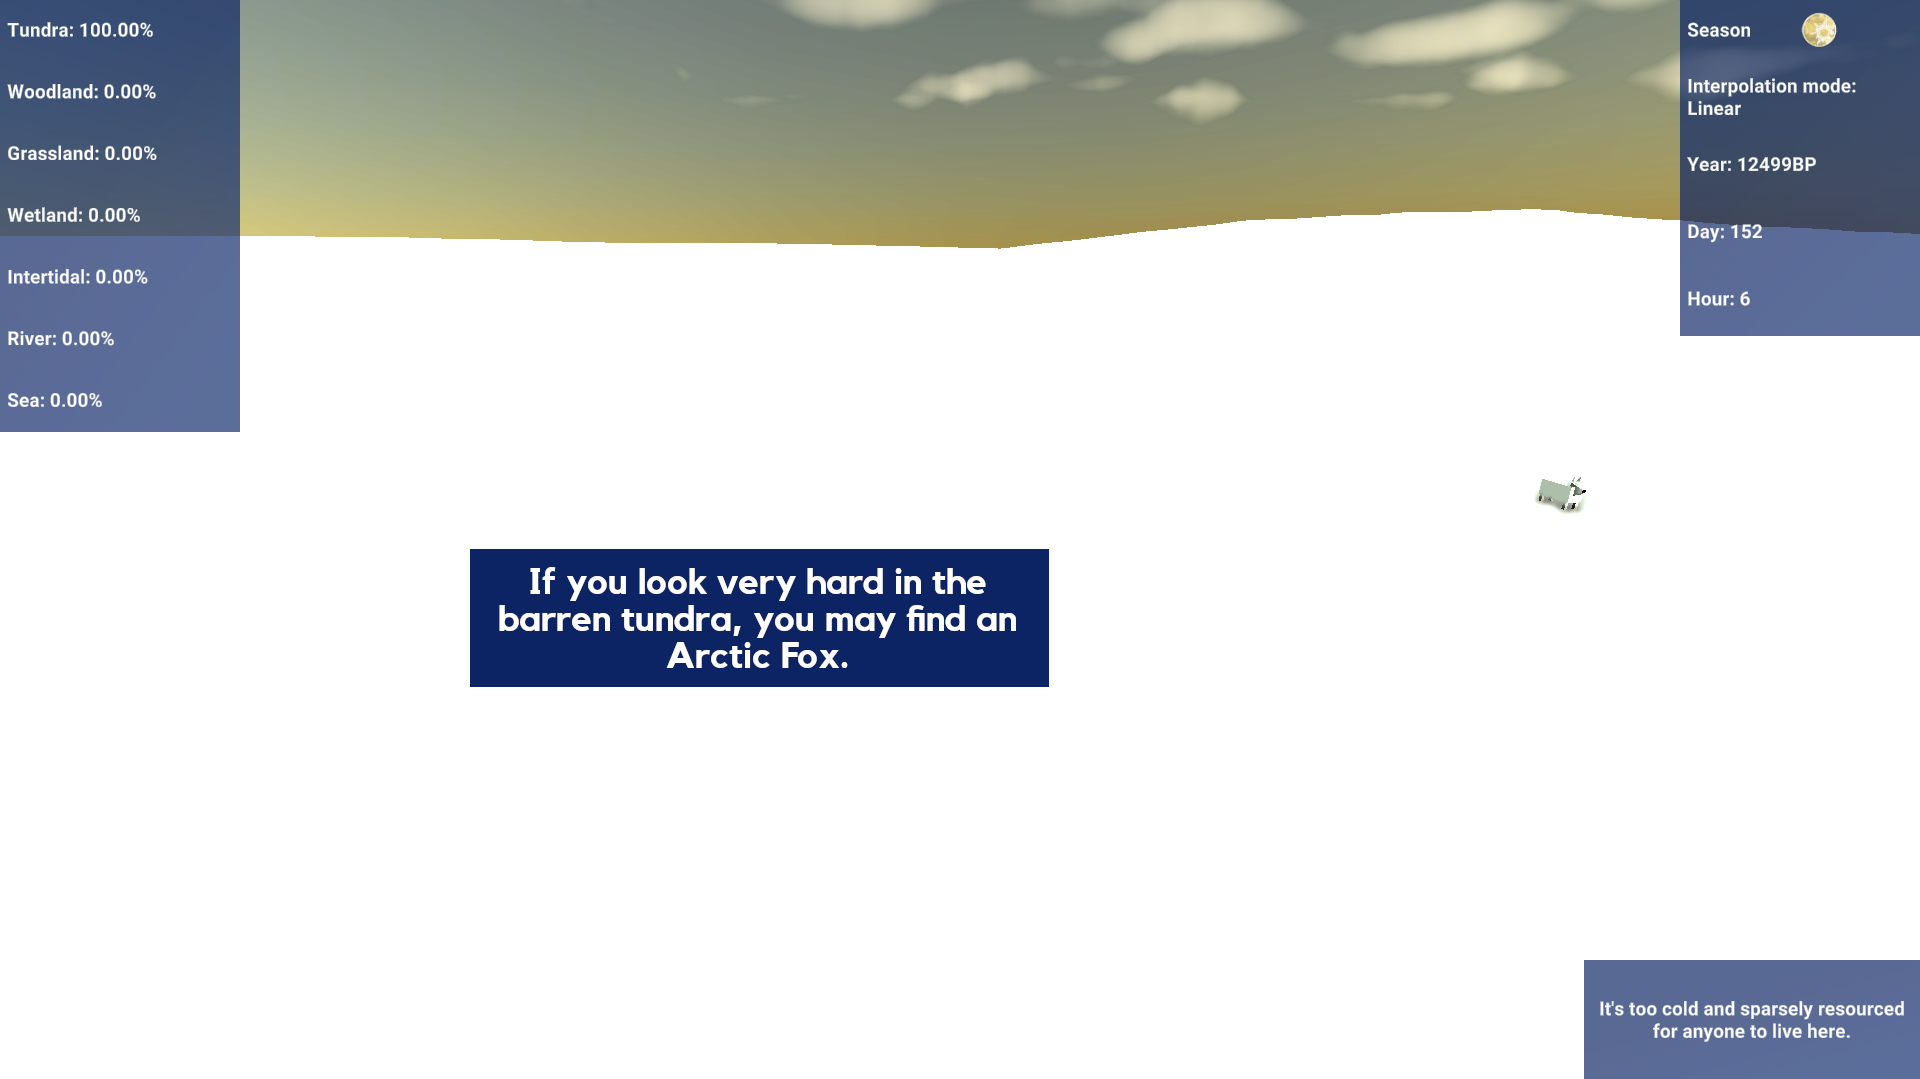 Tundra: 100.00%
Woodland: 0.00%
Grassland: 0.00%
Wetland: 0.00%
Intertidal: 0.00%
River: 0.00%
Sea: 0.00%
Season
Interpolation mode:
Linear
Year: 12499BP
Day: 152
Hour: 6
If you look very hard in the
barren tundra, you may find an
Arctic Fox.
It's too cold and sparsely resourced
for anyone to live here.